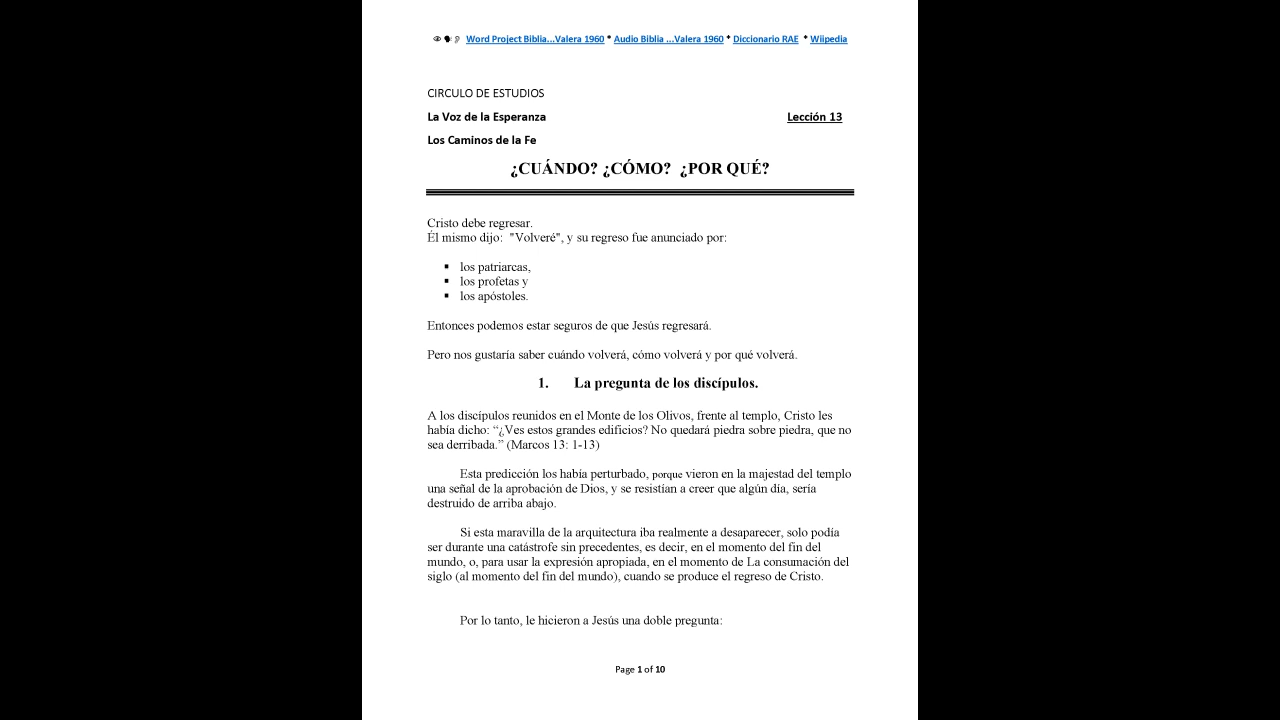 Word Project Biblia...Valera 1960 * Audio Biblia ...Valera 1960 * Diccionario RAE * Wiipedia
CIRCULO DE ESTUDIOS
La Voz de la Esperanza Lección 13
Los Caminos de la Fe
¿CUÁNDO? ¿CÓMO? ¿POR QUÉ?
Cristo debe regresar.
Él mismo dijo: "Volveré", y su regreso fue anunciado por:
▪ los patriarcas,
▪ los profetas y
▪ los apóstoles.
Entonces podemos estar seguros de que Jesús regresará.
Pero nos gustaría saber cuándo volverá, cómo volverá y por qué volverá.
1. La pregunta de los discípulos.
A los discípulos reunidos en el Monte de los Olivos, frente al templo, Cristo les
había dicho: “¿Ves estos grandes edificios? No quedará piedra sobre piedra, que no
sea derribada.” (Marcos 13: 1-13)
Esta predicción los había perturbado, porque vieron en la majestad del templo
una señal de la aprobación de Dios, y se resistían a creer que algún día, sería
destruido de arriba abajo.
Si esta maravilla de la arquitectura iba realmente a desaparecer, solo podía
ser durante una catástrofe sin precedentes, es decir, en el momento del fin del
mundo, o, para usar la expresión apropiada, en el momento de La consumación del
siglo (al momento del fin del mundo), cuando se produce el regreso de Cristo.
Por lo tanto, le hicieron a Jesús una doble pregunta:
Page 1 of 10